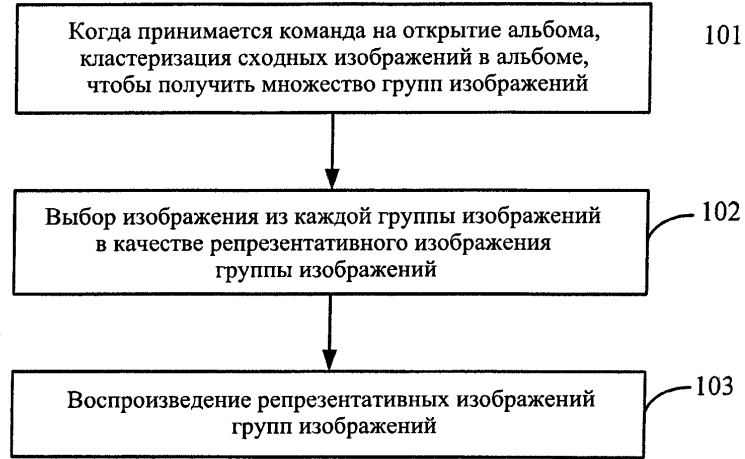 Когда принимается команда на открытие альбома,
кластеризация сходных изображений в альбоме,
чтобы получить множество групп изображений
101
Выбор изображения из каждой группы изображений
в качестве репрезентативного изображения
группы изображений
102
Воспроизведение репрезентативных изображений
групп изображений
103